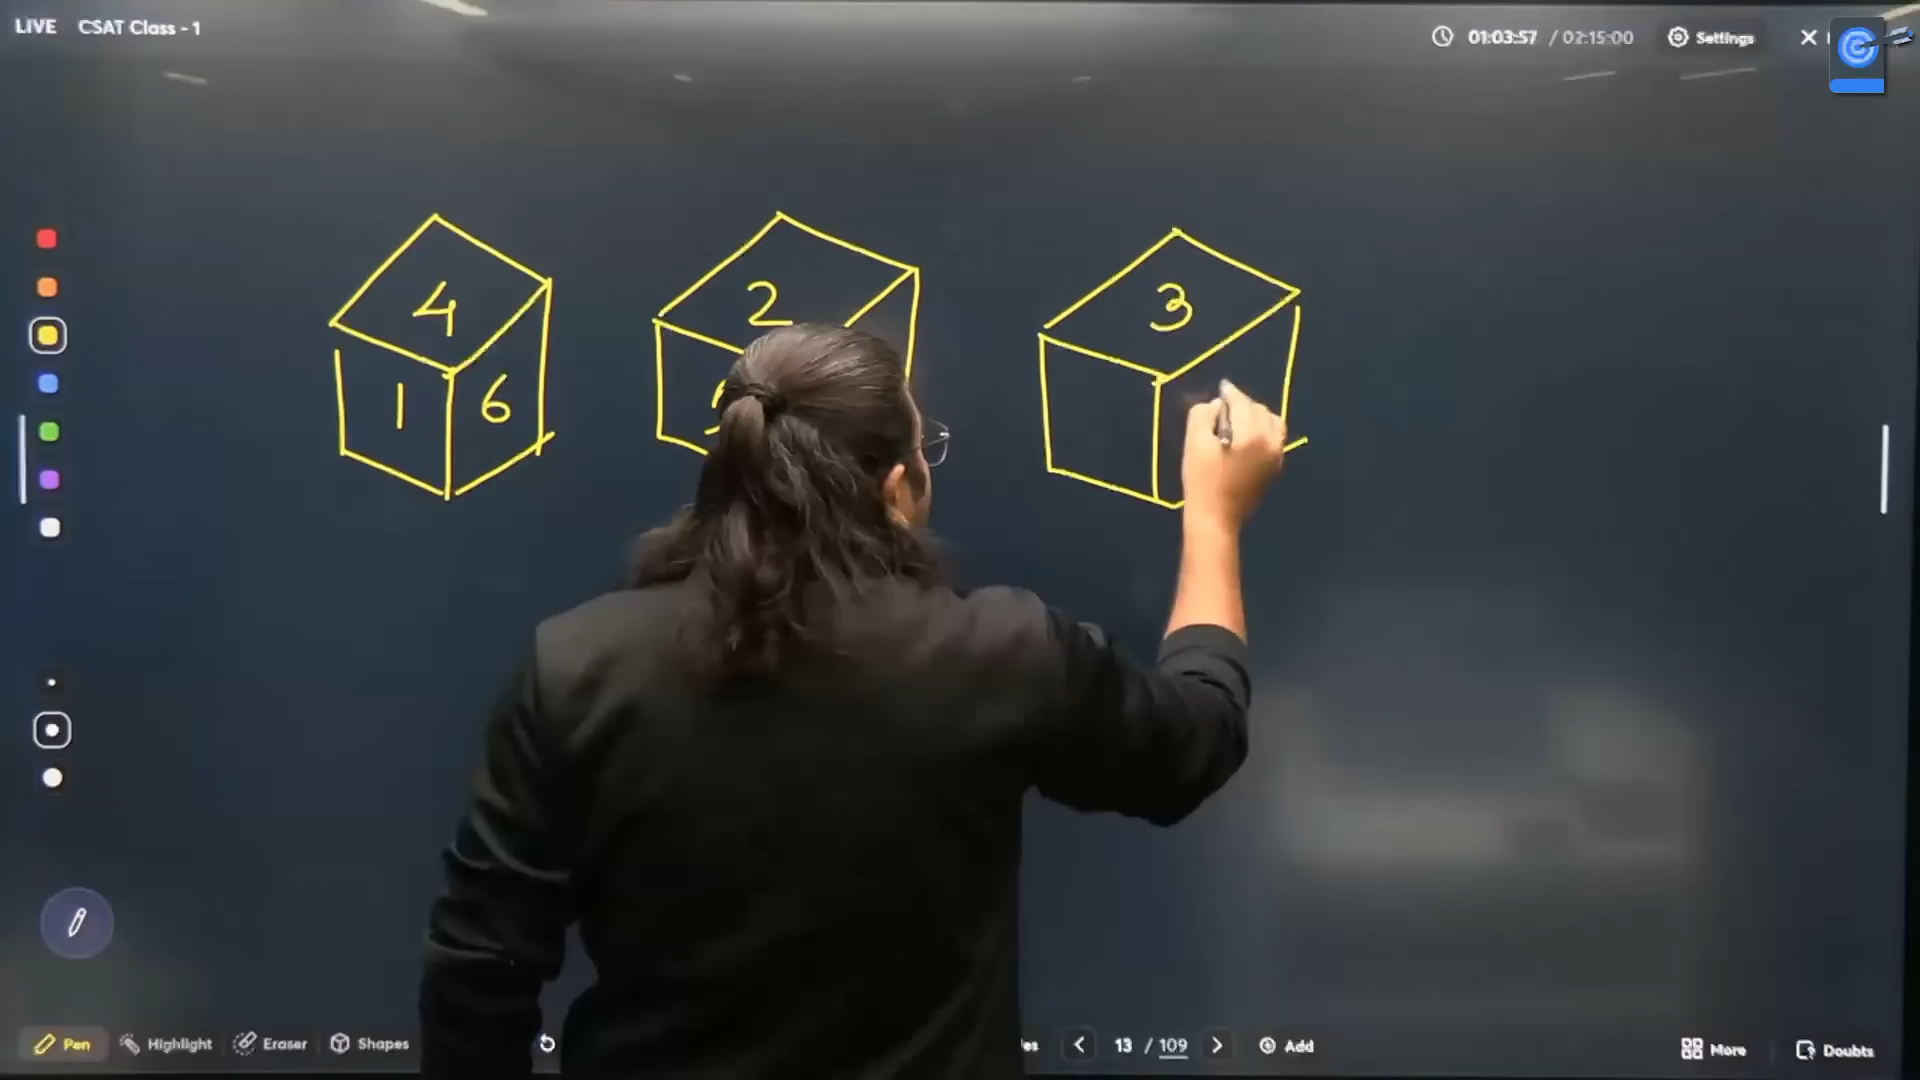 LIVE CSAT Class - 1
01:03:57 / 02:15:00 Settings
4 2 3
1 6
Pen Highlight Eraser Shapes 13 / 109 Add More Doubts